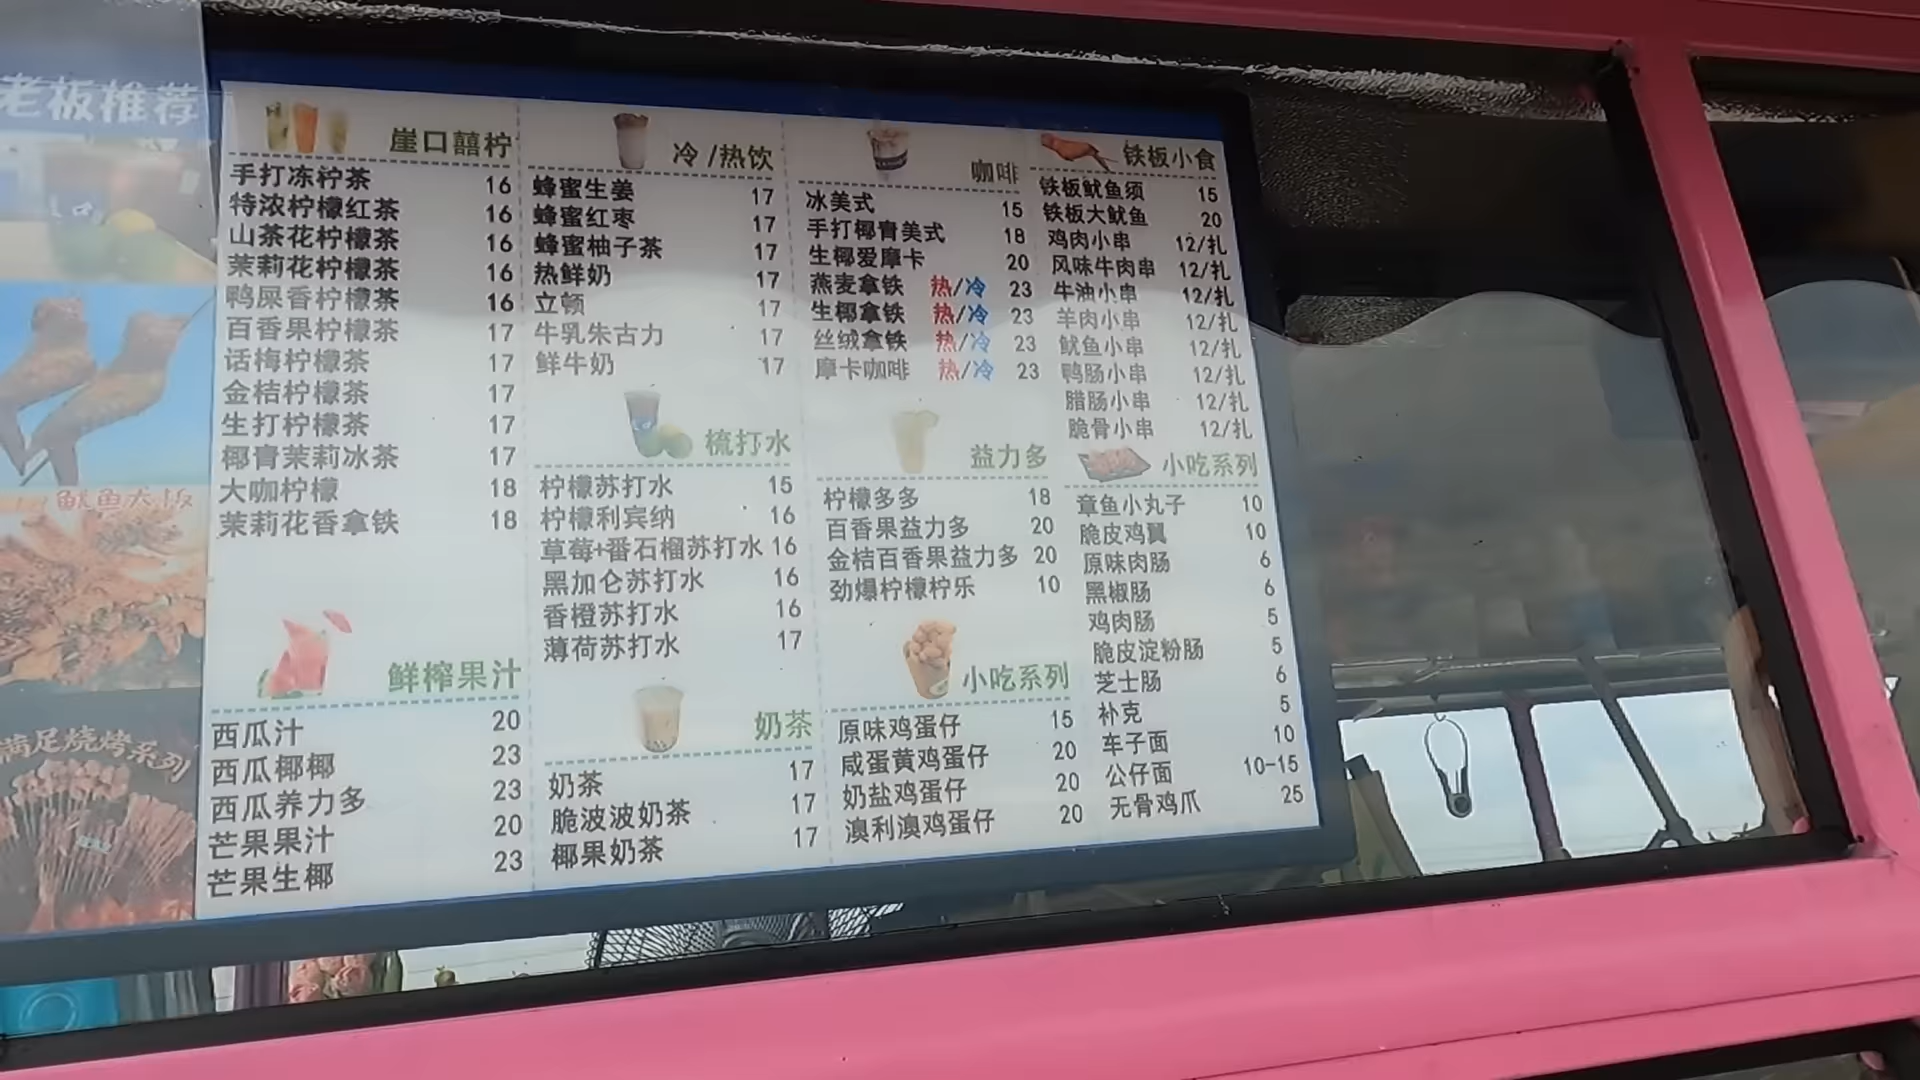 老板推荐
鱿鱼大板
满足烧烤系列
崖口囍柠
手打冻柠茶 16
特浓柠檬红茶 16
山茶花柠檬茶 16
茉莉花柠檬茶 16
鸭屎香柠檬茶 16
百香果柠檬茶 17
话梅柠檬茶 17
金桔柠檬茶 17
生打柠檬茶 17
椰青茉莉冰茶 17
大咖柠檬 18
茉莉花香拿铁 18
鲜榨果汁
西瓜汁 20
西瓜椰椰 23
西瓜养力多 23
芒果果汁 20
芒果生椰 23
冷/热饮
蜂蜜生姜 17
蜂蜜红枣 17
蜂蜜柚子茶 17
热鲜奶 17
立顿 17
牛乳朱古力 17
鲜牛奶 17
梳打水
柠檬苏打水 15
柠檬利宾纳 16
草莓+番石榴苏打水 16
黑加仑苏打水 16
香橙苏打水 16
薄荷苏打水 17
奶茶
奶茶 17
脆波波奶茶 17
椰果奶茶 17
咖啡
冰美式 15
手打椰青美式 18
生椰爱摩卡 20
燕麦拿铁 热/冷 23
生椰拿铁 热/冷 23
丝绒拿铁 热/冷 23
摩卡咖啡 热/冷 23
益力多
柠檬多多 18
百香果益力多 20
金桔百香果益力多 20
劲爆柠檬柠乐 10
小吃系列
原味鸡蛋仔 15
咸蛋黄鸡蛋仔 20
奶盐鸡蛋仔 20
澳利澳鸡蛋仔 20
铁板小食
铁板鱿鱼须 15
铁板大鱿鱼 20
鸡肉小串 12/扎
风味牛肉串 12/扎
牛油小串 12/扎
羊肉小串 12/扎
鱿鱼小串 12/扎
鸭肠小串 12/扎
腊肠小串 12/扎
脆骨小串 12/扎
小吃系列
章鱼小丸子 10
脆皮鸡翼 10
原味肉肠 6
黑椒肠 6
鸡肉肠 5
脆皮淀粉肠 5
芝士肠 6
补克 5
车子面 10
公仔面 10-15
无骨鸡爪 25